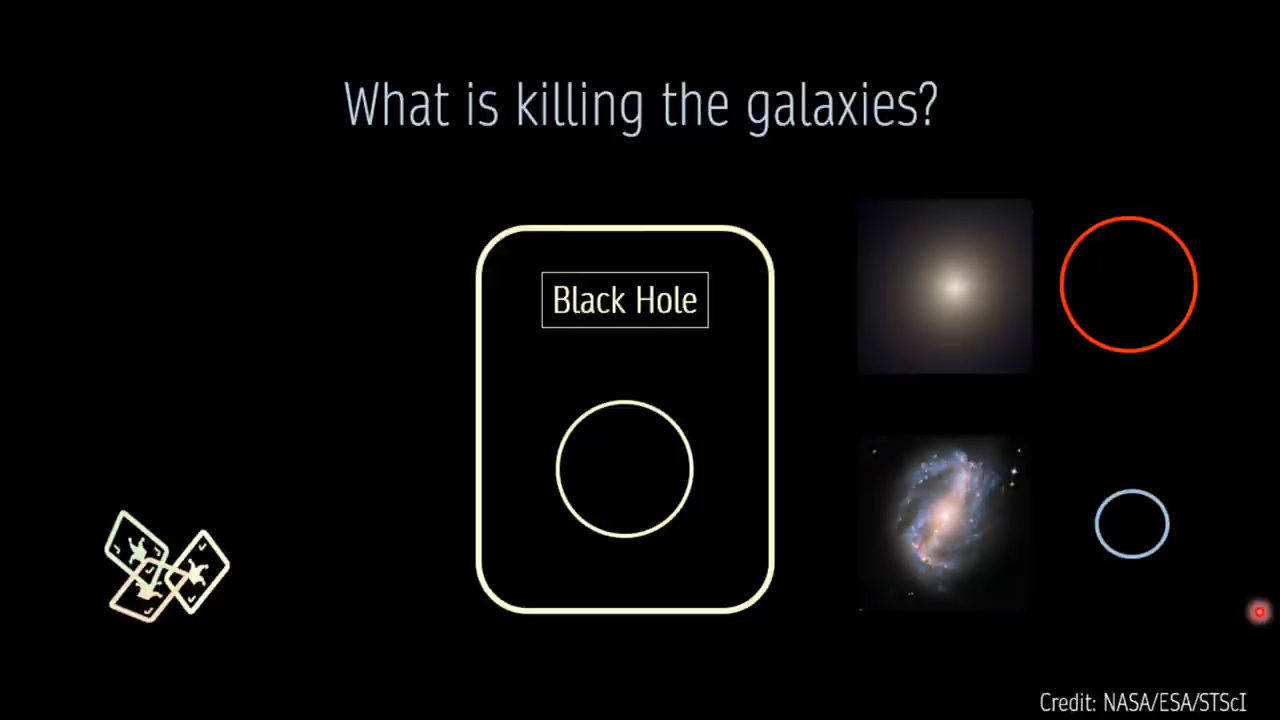 What is killing the galaxies?
Black Hole
Credit: NASA/ESA/STScI